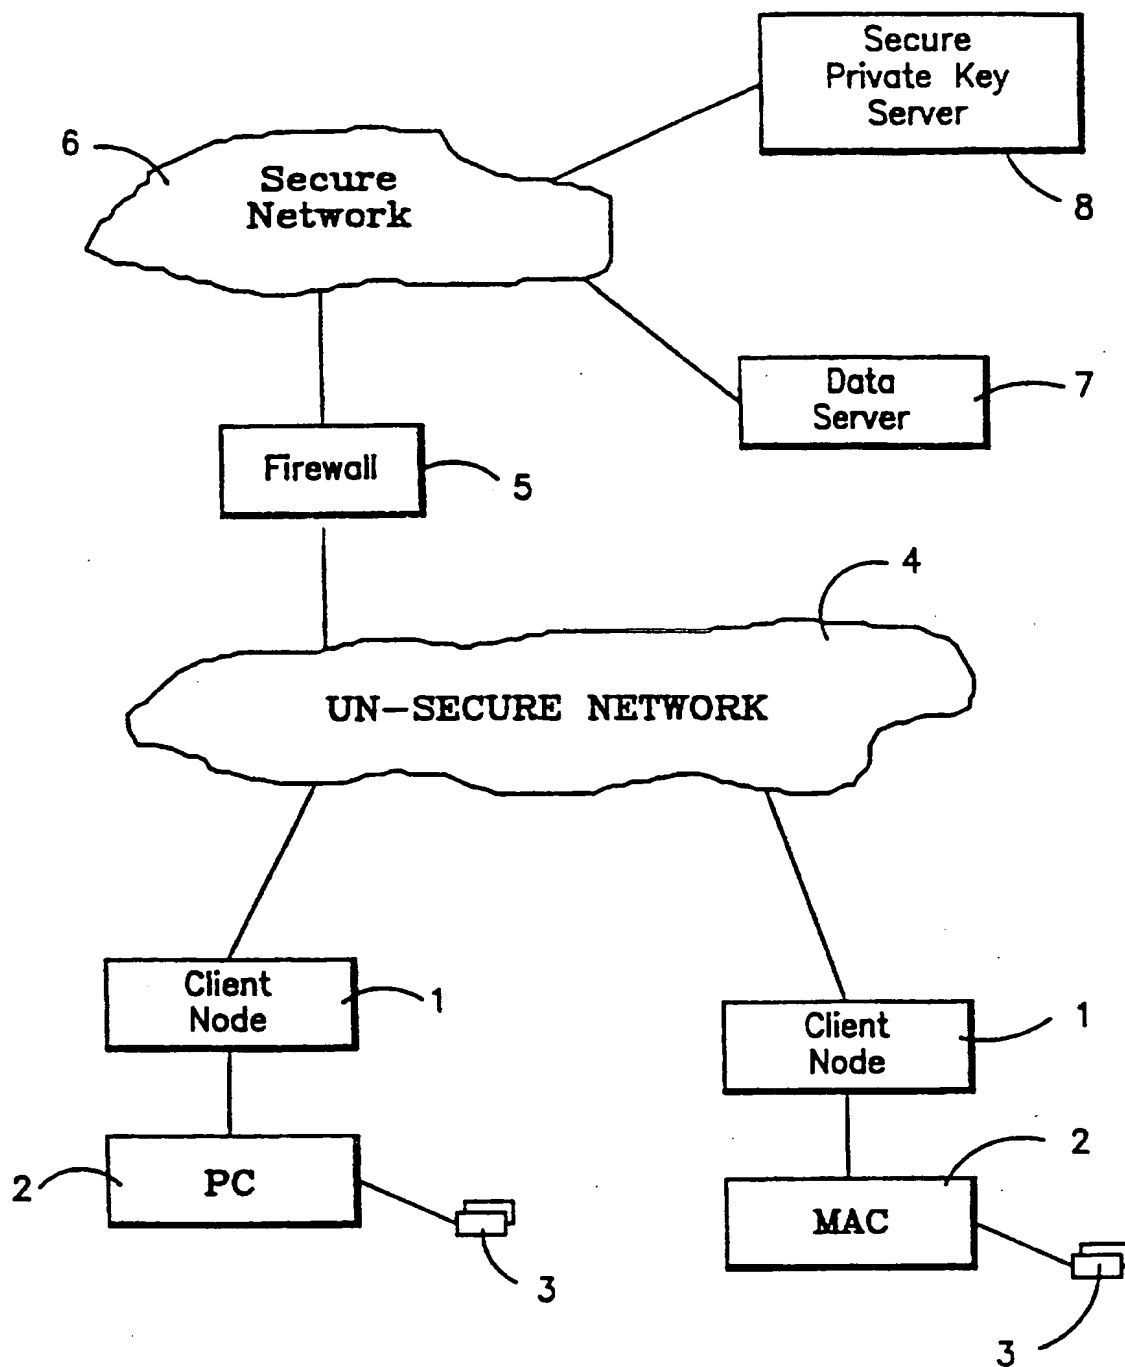 Secure
Private Key
Server
8
6
Secure
Network
Data
Server
7
Firewall
5
4
UN-SECURE NETWORK
Client
Node
1
Client
Node
1
PC
2
3
MAC
2
3